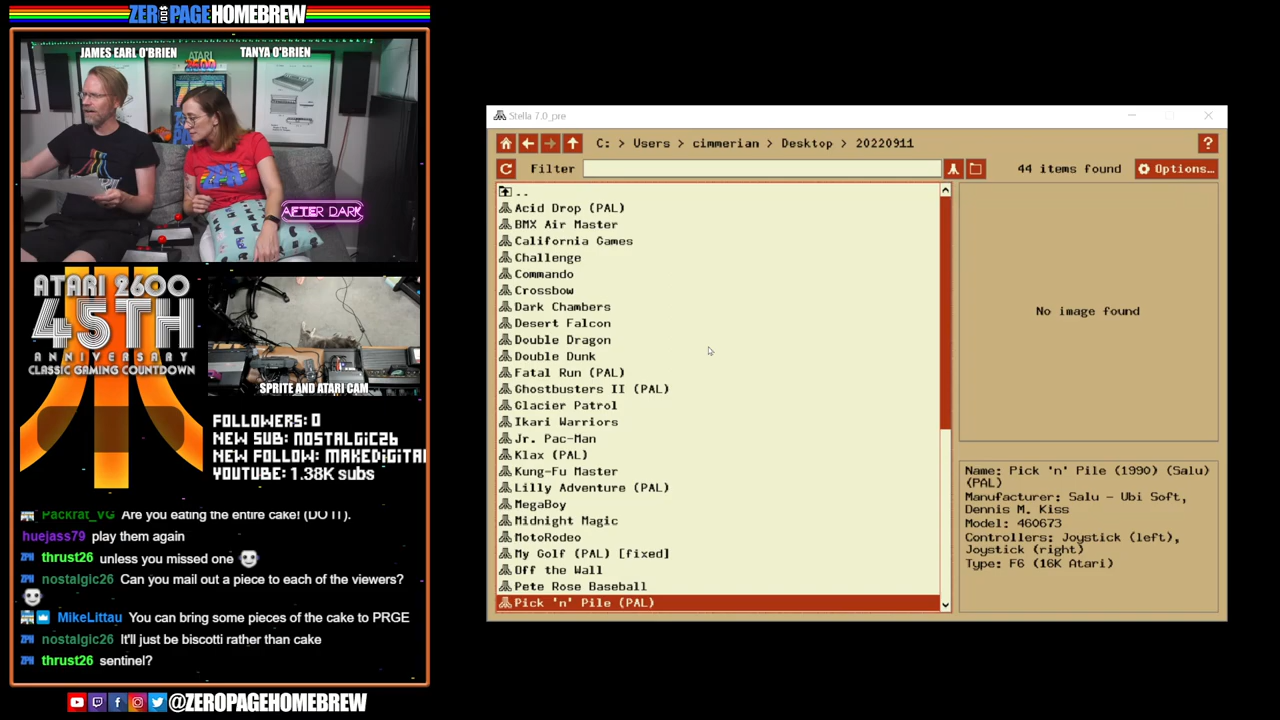 ZERO PAGE HOMEBREW
JAMES EARL O'BRIEN
TANYA O'BRIEN
AFTER DARK
ATARI 2600
45TH
ANNIVERSARY
CLASSIC GAMING COUNTDOWN
SPRITE AND ATARI CAM
FOLLOWERS: 0
NEW SUB: NOSTALGIC26
NEW FOLLOW: MAKEDIGITA
YOUTUBE: 1.38K subs
Packrat_VG Are you eating the entire cake! (DO IT).
huejass79 play them again
thrust26 unless you missed one
nostalgic26 Can you mail out a piece to each of the viewers?
MikeLittau You can bring some pieces of the cake to PRGE
nostalgic26 It'll just be biscotti rather than cake
thrust26 sentinel?
@ZEROPAGEHOMEBREW
Stella 7.0_pre
C: > Users > cimmerian > Desktop > 20220911
?
Filter
44 items found
Options...
..
Acid Drop (PAL)
BMX Air Master
California Games
Challenge
Commando
Crossbow
Dark Chambers
Desert Falcon
Double Dragon
Double Dunk
Fatal Run (PAL)
Ghostbusters II (PAL)
Glacier Patrol
Ikari Warriors
Jr. Pac-Man
Klax (PAL)
Kung-Fu Master
Lilly Adventure (PAL)
MegaBoy
Midnight Magic
MotoRodeo
My Golf (PAL) [fixed]
Off the Wall
Pete Rose Baseball
Pick 'n' Pile (PAL)
No image found
Name: Pick 'n' Pile (1990) (Salu)
(PAL)
Manufacturer: Salu - Ubi Soft,
Dennis M. Kiss
Model: 460673
Controllers: Joystick (left),
Joystick (right)
Type: F6 (16K Atari)